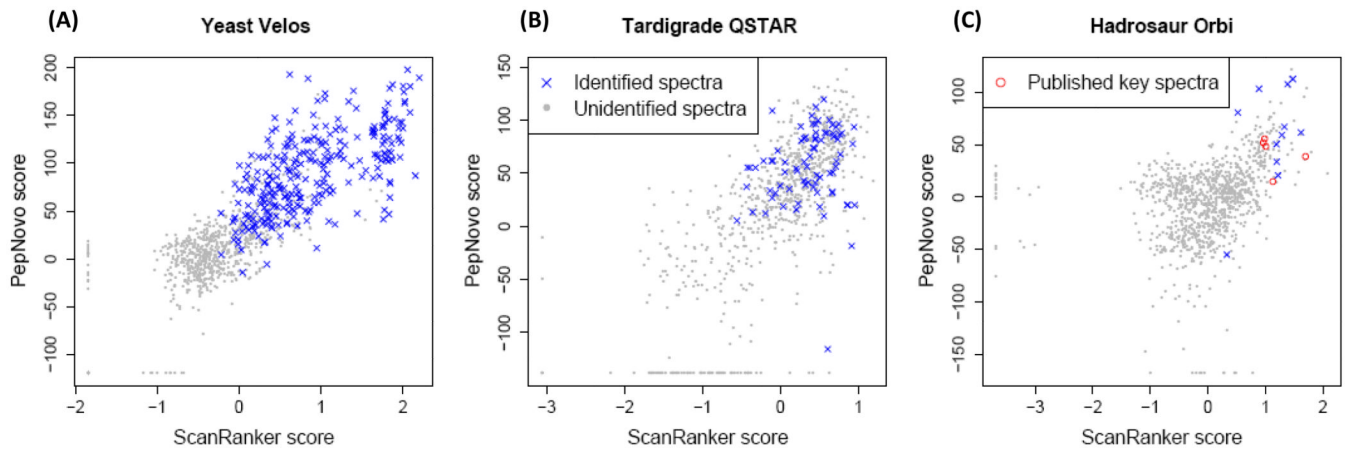 (A)
Yeast Velos
PepNovo score
200
150
100
50
0
−50
−100
−2 −1 0 1 2
ScanRanker score
(B)
Tardigrade QSTAR
Identified spectra
Unidentified spectra
PepNovo score
150
100
50
0
−50
−100
−3 −2 −1 0 1
ScanRanker score
(C)
Hadrosaur Orbi
Published key spectra
PepNovo score
100
50
0
−50
−100
−150
−3 −2 −1 0 1 2
ScanRanker score